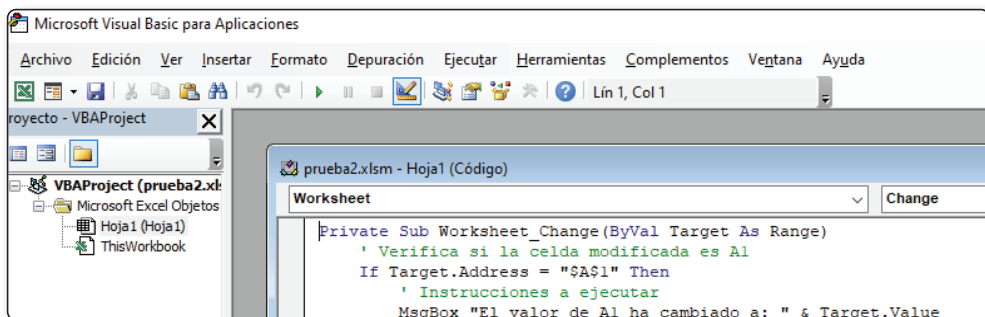 Microsoft Visual Basic para Aplicaciones
Archivo Edición Ver Insertar Formato Depuración Ejecutar Herramientas Complementos Ventana Ayuda
Lín 1, Col 1
royecto - VBAProject
VBAProject (prueba2.xl
Microsoft Excel Objetos
Hoja1 (Hoja1)
ThisWorkbook
prueba2.xlsm - Hoja1 (Código)
Worksheet Change
Private Sub Worksheet_Change(ByVal Target As Range)
' Verifica si la celda modificada es A1
If Target.Address = "$A$1" Then
' Instrucciones a ejecutar
MsgBox "El valor de A1 ha cambiado a: " & Target.Value